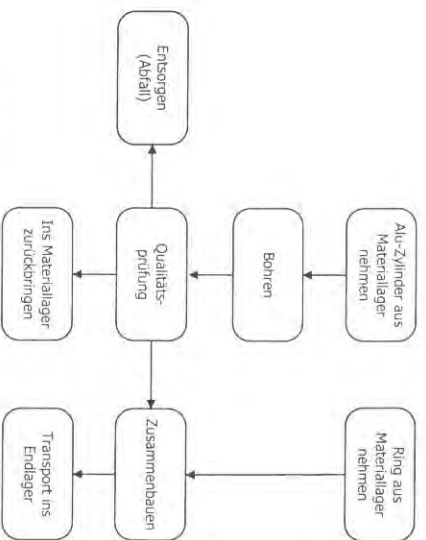 Alu-Zylinder aus
Materiallager
nehmen
Ring aus
Materiallager
nehmen
Bohren
Entsorgen
(Abfall)
Qualitäts-
prüfung
Zusammenbauen
Ins Materiallager
zurückbringen
Transport ins
Endlager